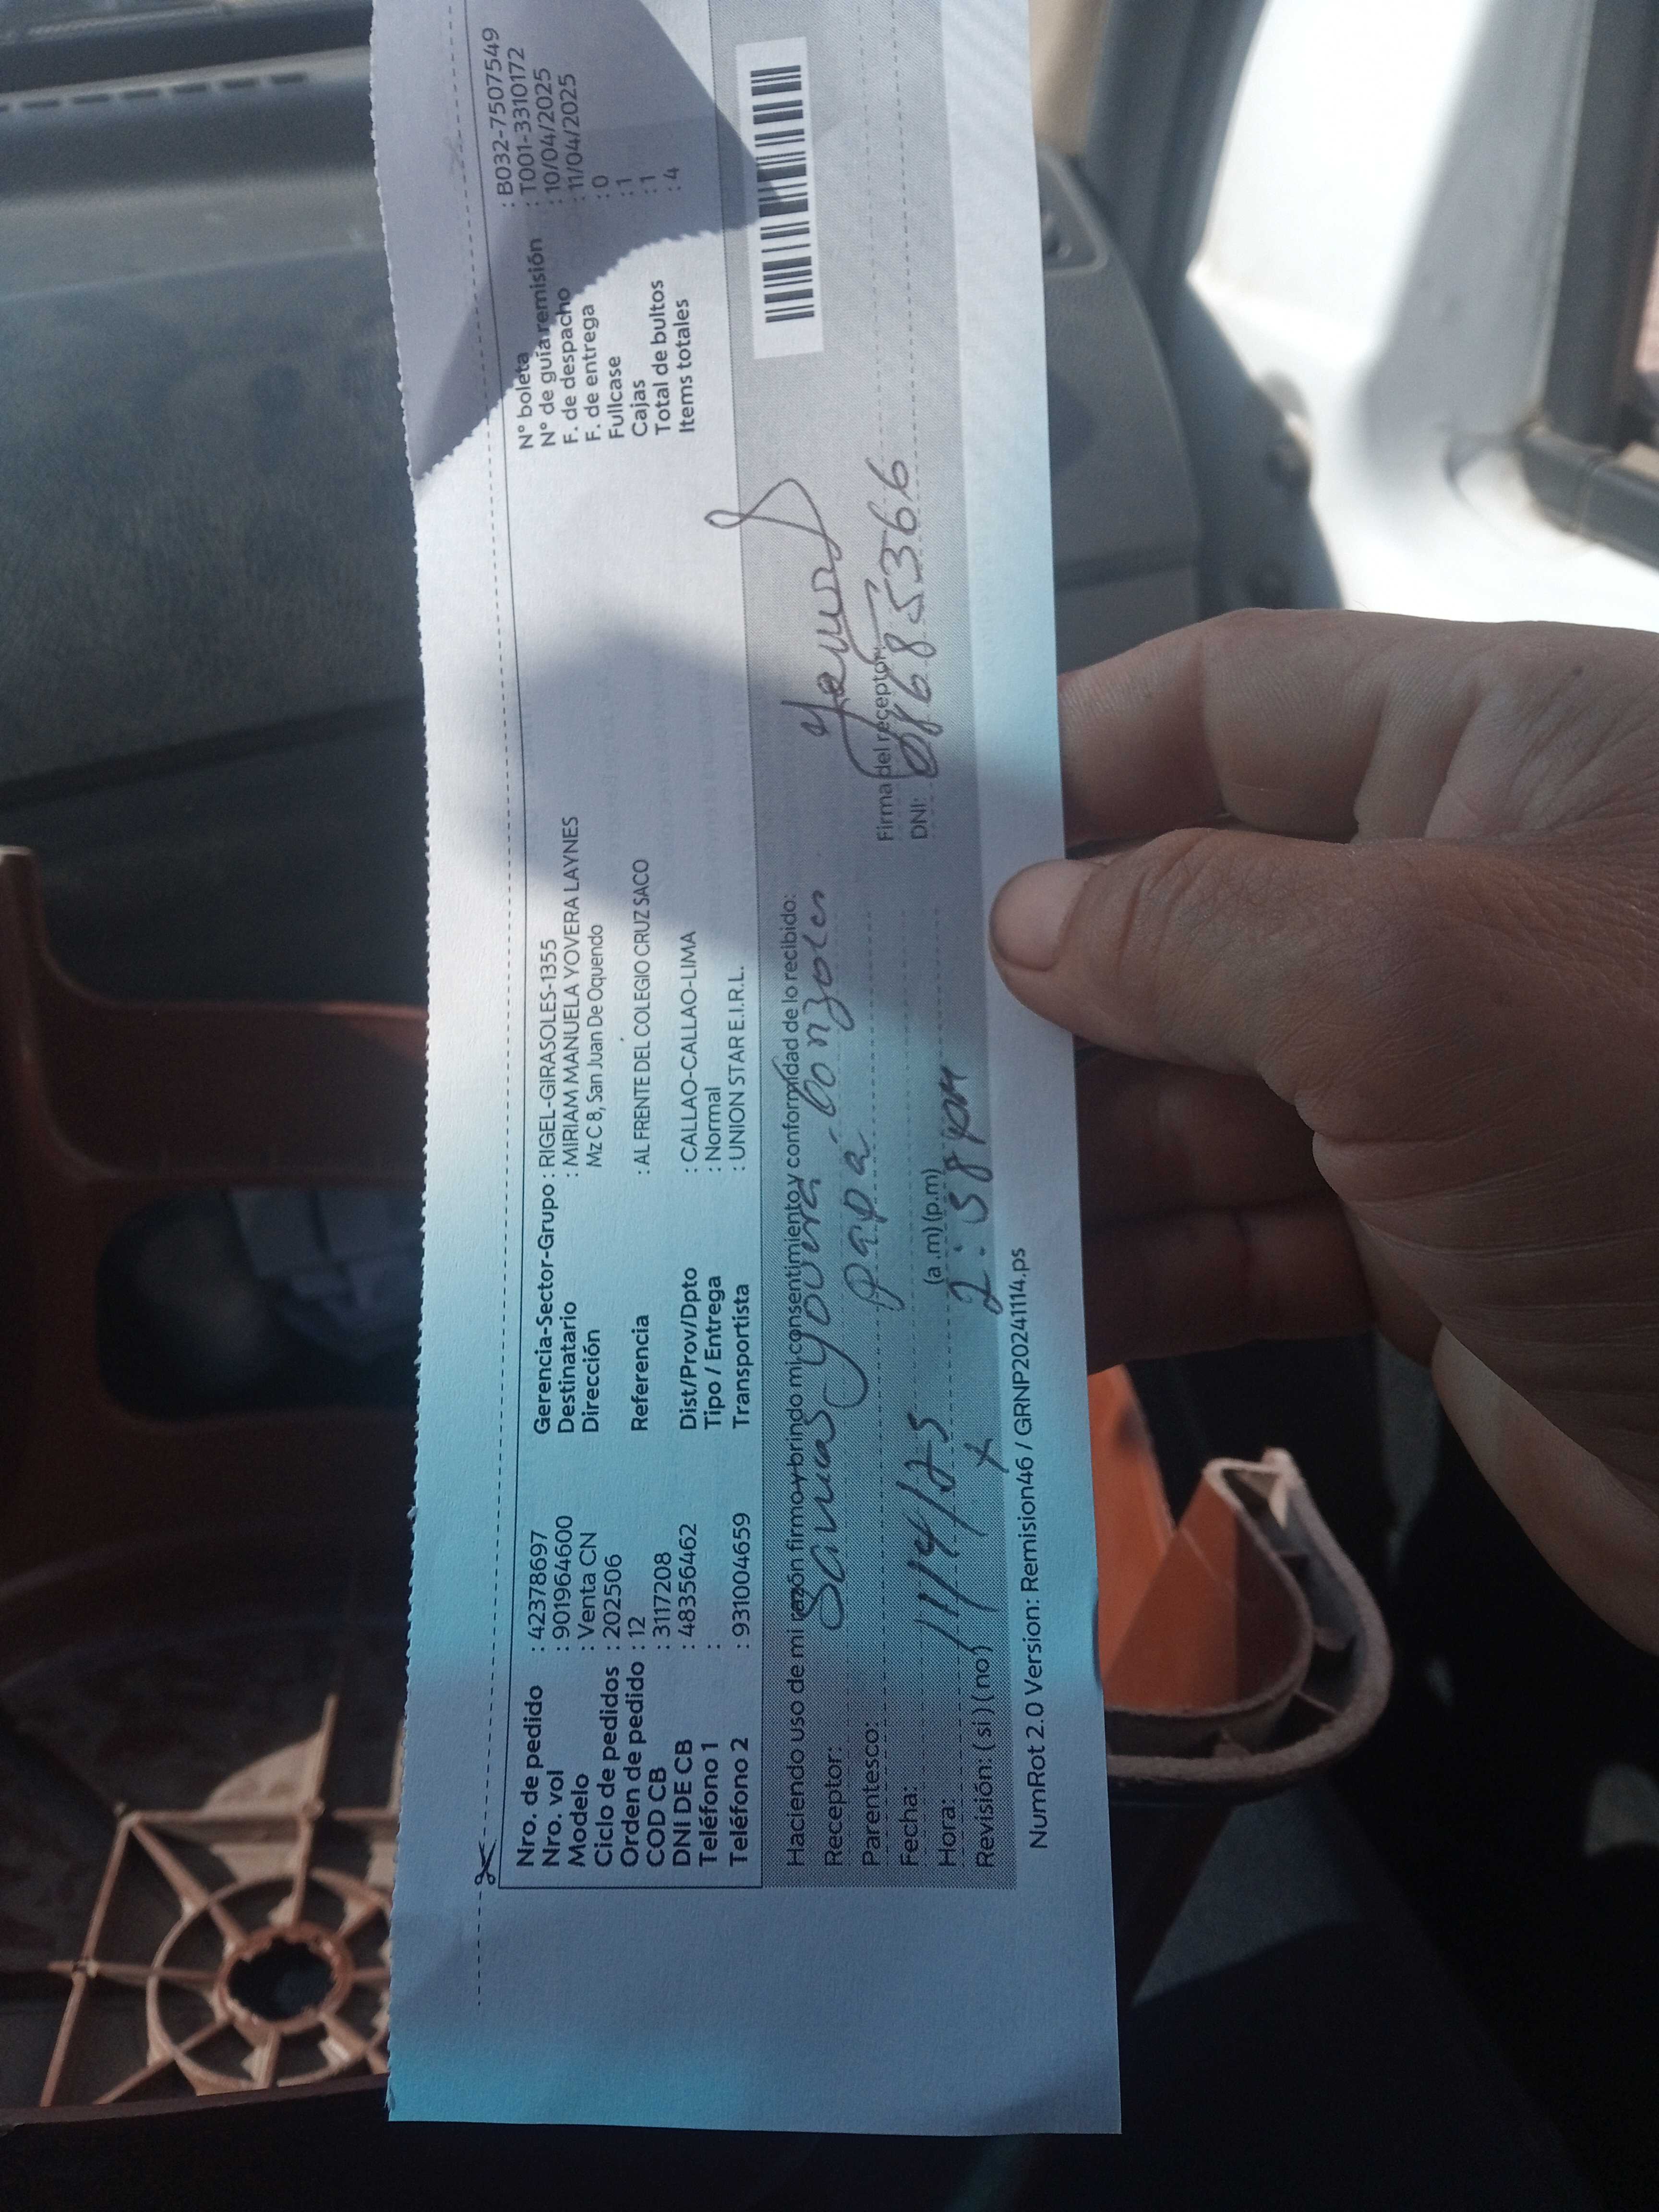 Nro. de pedido : 42378697
Nro. vol : 901964600
Modelo : Venta CN
Ciclo de pedidos : 202506
Orden de pedido : 12
COD CB : 3117208
DNI DE CB : 48356462
Teléfono 1 :
Teléfono 2 : 931004659
Gerencia-Sector-Grupo : RIGEL-GIRASOLES-1355
Destinatario : MIRIAM MANUELA YOVERA LAYNES
Dirección Mz C 8, San Juan De Oquendo
Referencia : AL FRENTE DEL COLEGIO CRUZ SACO
Dist/Prov/Dpto : CALLAO-CALLAO-LIMA
Tipo / Entrega : Normal
Transportista : UNION STAR E.I.R.L.
N° boleta : B032-7507549
N° de guía remisión : T001-3310172
F. de despacho : 10/04/2025
F. de entrega : 11/04/2025
Fullcase : 0
Cajas : 1
Total de bultos : 1
Items totales : 4
Haciendo uso de mi razón firmo y brindo mi consentimiento y conformidad de lo recibido:
Receptor: Yovera Gonzoles
Parentesco: papá
Fecha: 11/4/25
Hora: (a .m) (p.m) 2:58 pm
Revisión: ( si ) ( no ) X
Firma del receptor:
DNI: 08685366
NumRot 2.0 Version: Remision46 / GRNP20241114.ps